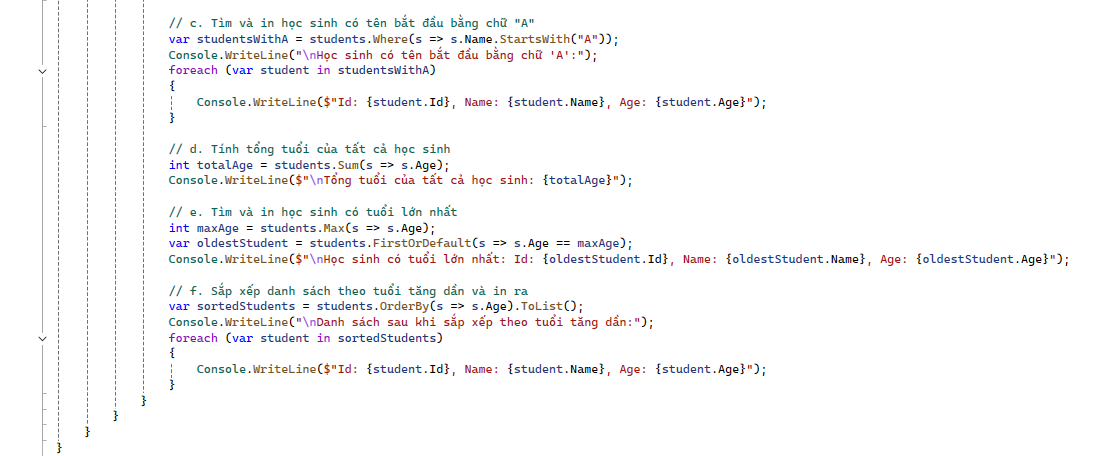 // c. Tìm và in học sinh có tên bắt đầu bằng chữ "A"
var studentsWithA = students.Where(s => s.Name.StartsWith("A"));
Console.WriteLine("\nHọc sinh có tên bắt đầu bằng chữ 'A':");
foreach (var student in studentsWithA)
{
    Console.WriteLine($"Id: {student.Id}, Name: {student.Name}, Age: {student.Age}");
}

// d. Tính tổng tuổi của tất cả học sinh
int totalAge = students.Sum(s => s.Age);
Console.WriteLine($"\nTổng tuổi của tất cả học sinh: {totalAge}");

// e. Tìm và in học sinh có tuổi lớn nhất
int maxAge = students.Max(s => s.Age);
var oldestStudent = students.FirstOrDefault(s => s.Age == maxAge);
Console.WriteLine($"\nHọc sinh có tuổi lớn nhất: Id: {oldestStudent.Id}, Name: {oldestStudent.Name}, Age: {oldestStudent.Age}");

// f. Sắp xếp danh sách theo tuổi tăng dần và in ra
var sortedStudents = students.OrderBy(s => s.Age).ToList();
Console.WriteLine("\nDanh sách sau khi sắp xếp theo tuổi tăng dần:");
foreach (var student in sortedStudents)
{
    Console.WriteLine($"Id: {student.Id}, Name: {student.Name}, Age: {student.Age}");
}
}
}
}
}